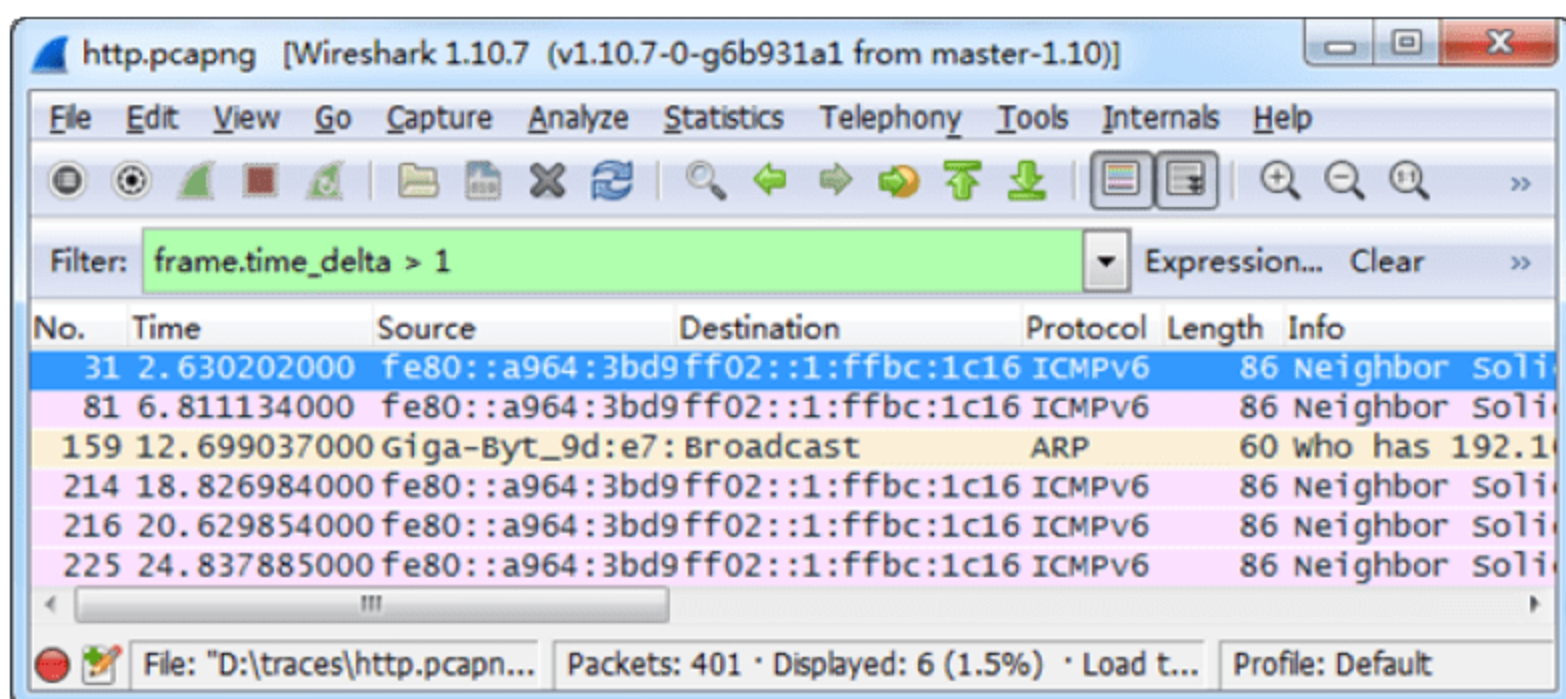 http.pcapng [Wireshark 1.10.7 (v1.10.7-0-g6b931a1 from master-1.10)]
File Edit View Go Capture Analyze Statistics Telephony Tools Internals Help
Filter: frame.time_delta > 1 Expression... Clear »
No. Time Source Destination Protocol Length Info
31 2.630202000 fe80::a964:3bd9 ff02::1:ffbc:1c16 ICMPv6 86 Neighbor Soli
81 6.811134000 fe80::a964:3bd9 ff02::1:ffbc:1c16 ICMPv6 86 Neighbor Soli
159 12.699037000 Giga-Byt_9d:e7: Broadcast ARP 60 Who has 192.1
214 18.826984000 fe80::a964:3bd9 ff02::1:ffbc:1c16 ICMPv6 86 Neighbor Soli
216 20.629854000 fe80::a964:3bd9 ff02::1:ffbc:1c16 ICMPv6 86 Neighbor Soli
225 24.837885000 fe80::a964:3bd9 ff02::1:ffbc:1c16 ICMPv6 86 Neighbor Soli
File: "D:\traces\http.pcapn... Packets: 401 · Displayed: 6 (1.5%) · Load t... Profile: Default